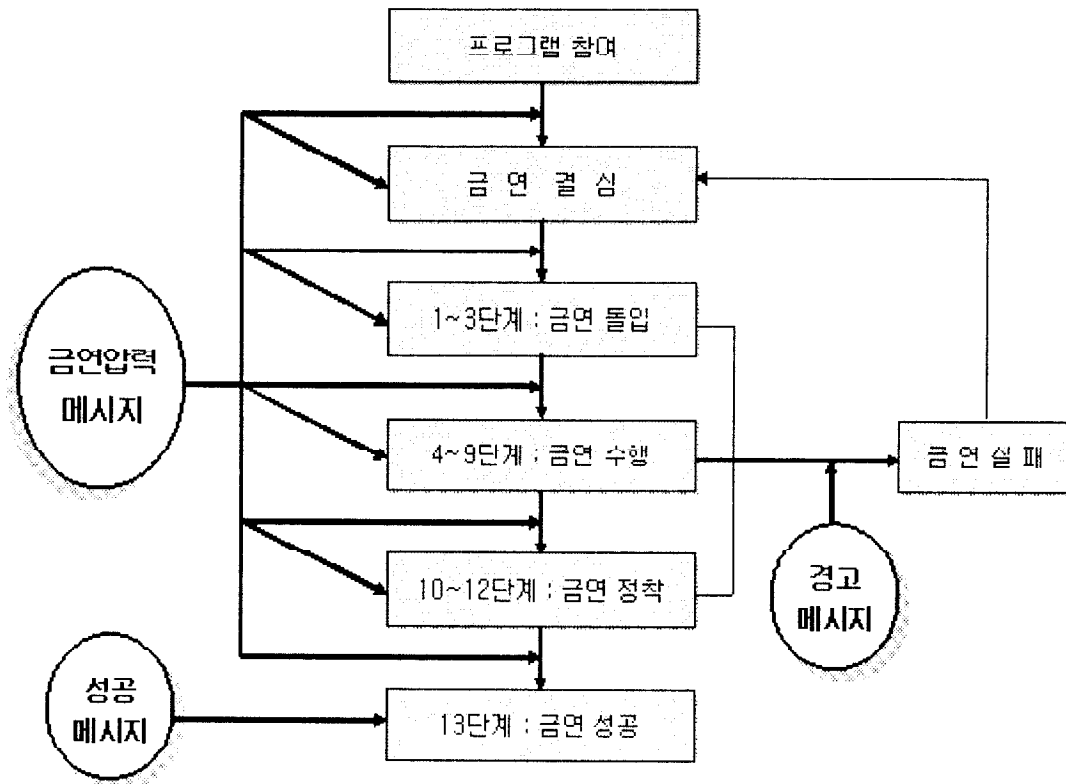 프로그램 참여
금 연 결 심
1~3단계 : 금연 돌입
금연압력
메시지
4~9단계 : 금연 수행
금 연 실 패
10~12단계 : 금연 정착
경고
메시지
성공
메시지
13단계 : 금연 성공